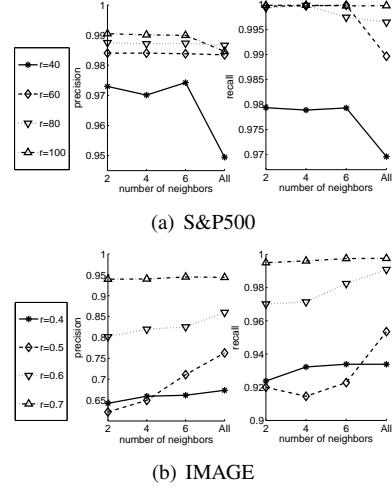 1
0.99
0.98
0.97
0.96
0.95
precision
2 4 6 All
number of neighbors
1
0.995
0.99
0.985
0.98
0.975
0.97
recall
2 4 6 All
number of neighbors
r=40
r=60
r=80
r=100
(a) S&P500
1
0.95
0.9
0.85
0.8
0.75
0.7
0.65
precision
2 4 6 All
number of neighbors
1
0.98
0.96
0.94
0.92
0.9
recall
2 4 6 All
number of neighbors
r=0.4
r=0.5
r=0.6
r=0.7
(b) IMAGE